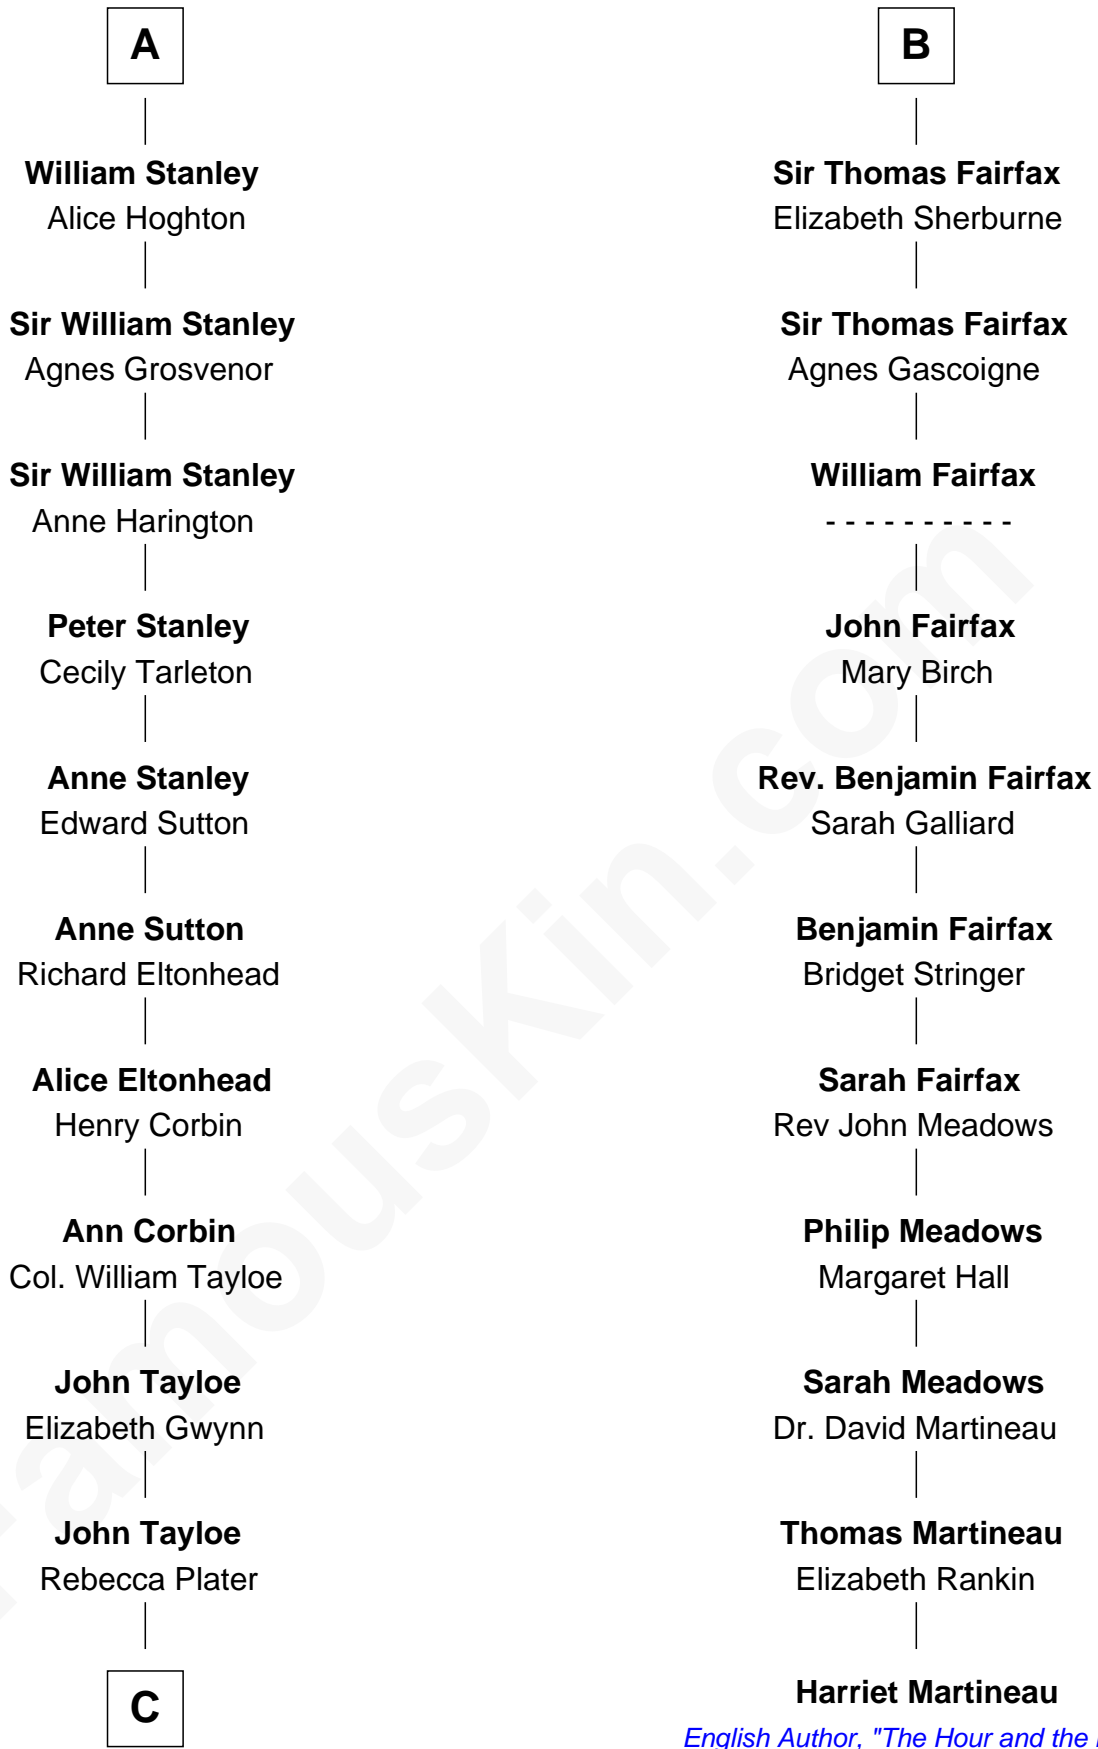 A
William Stanley
Alice Hoghton
Sir William Stanley
Agnes Grosvenor
Sir William Stanley
Anne Harington
Peter Stanley
Cecily Tarleton
Anne Stanley
Edward Sutton
Anne Sutton
Richard Eltonhead
Alice Eltonhead
Henry Corbin
Ann Corbin
Col. William Tayloe
John Tayloe
Elizabeth Gwynn
John Tayloe
Rebecca Plater
C
B
Sir Thomas Fairfax
Elizabeth Sherburne
Sir Thomas Fairfax
Agnes Gascoigne
William Fairfax
- - - - - - - - - -
John Fairfax
Mary Birch
Rev. Benjamin Fairfax
Sarah Galliard
Benjamin Fairfax
Bridget Stringer
Sarah Fairfax
Rev John Meadows
Philip Meadows
Margaret Hall
Sarah Meadows
Dr. David Martineau
Thomas Martineau
Elizabeth Rankin
Harriet Martineau
English Author, "The Hour and the
FamousKin.com